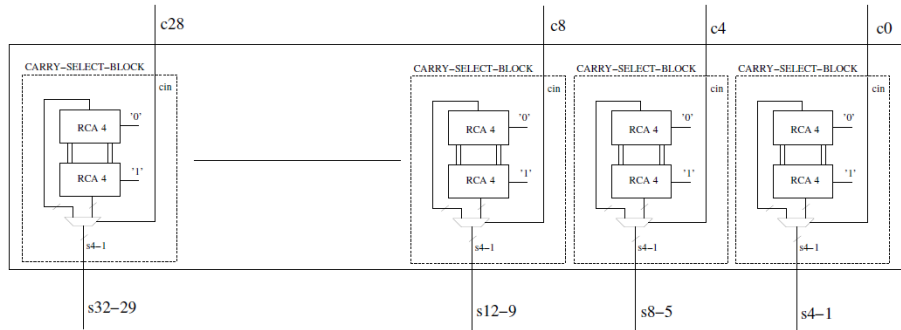 c28
c8
c4
c0
CARRY−SELECT−BLOCK
CARRY−SELECT−BLOCK
CARRY−SELECT−BLOCK
CARRY−SELECT−BLOCK
cin
cin
cin
cin
RCA 4
'0'
RCA 4
'0'
RCA 4
'0'
RCA 4
'0'
RCA 4
'1'
RCA 4
'1'
RCA 4
'1'
RCA 4
'1'
s4−1
s4−1
s4−1
s4−1
s32−29
s12−9
s8−5
s4−1